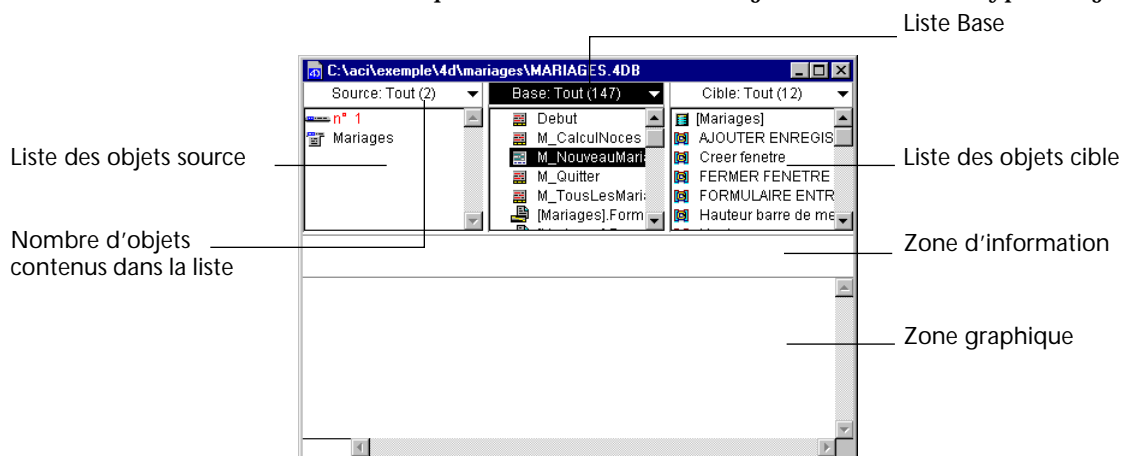 Liste Base
C:\aci\exemple\4d\mariages\MARIAGES.4DB
Source: Tout (2)
Base: Tout (147)
Cible: Tout (12)
n° 1
Mariages
Debut
M_CalculNoces
M_NouveauMari
M_Quitter
M_TousLesMaria
[Mariages].Form
[Mariages]
AJOUTER ENREGIS
Creer fenetre
FERMER FENETRE
FORMULAIRE ENTR
Hauteur barre de me
Liste des objets source
Liste des objets cible
Nombre d'objets
contenus dans la liste
Zone d'information
Zone graphique